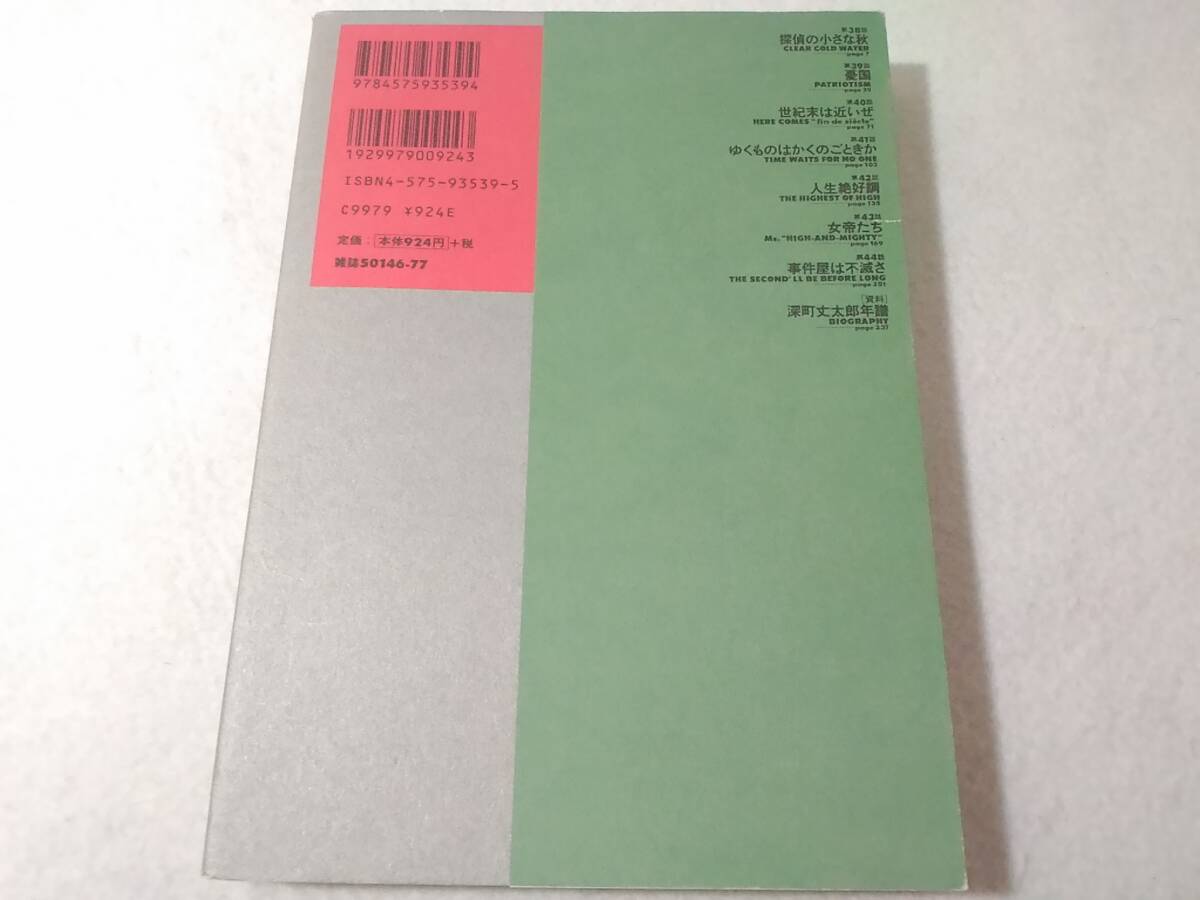 9784575935394
1929979009243
ISBN4-575-93539-5
C9979 ¥924E
定価：本体924円+税
雑誌50146-77
第38話
探偵の小さな秋
CLEAR COLD WATER
page 7
第39話
憂国
PATRIOTISM
page 39
第40話
世紀末は近いぜ
HERE COMES "fin de siècle"
page 71
第41話
ゆくものはかくのごときか
TIME WAITS FOR NO ONE
page 103
第42話
人生絶好調
THE HIGHEST OF HIGH
page 135
第43話
女帝たち
Ms. "HIGH-AND-MIGHTY"
page 169
第44話
事件屋は不滅さ
THE SECOND'LL BE BEFORE LONG
page 201
[資料]
深町丈太郎年譜
BIOGRAPHY
page 237